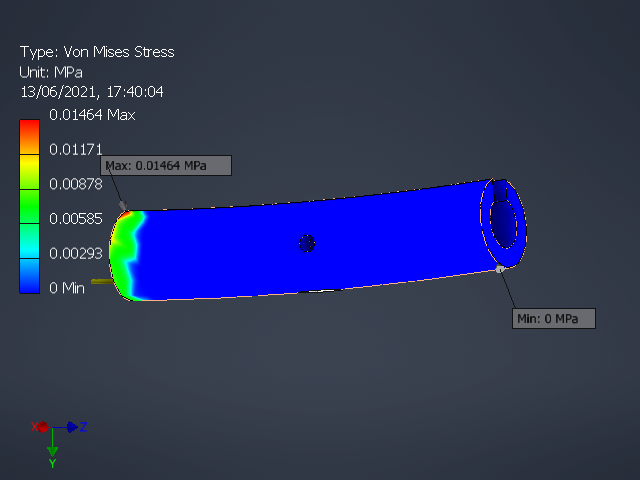 Type: Von Mises Stress
Unit: MPa
13/06/2021, 17:40:04
0.01464 Max
0.01171
Max: 0.01464 MPa
0.00878
0.00585
0.00293
0 Min
Min: 0 MPa
X
Z
Y